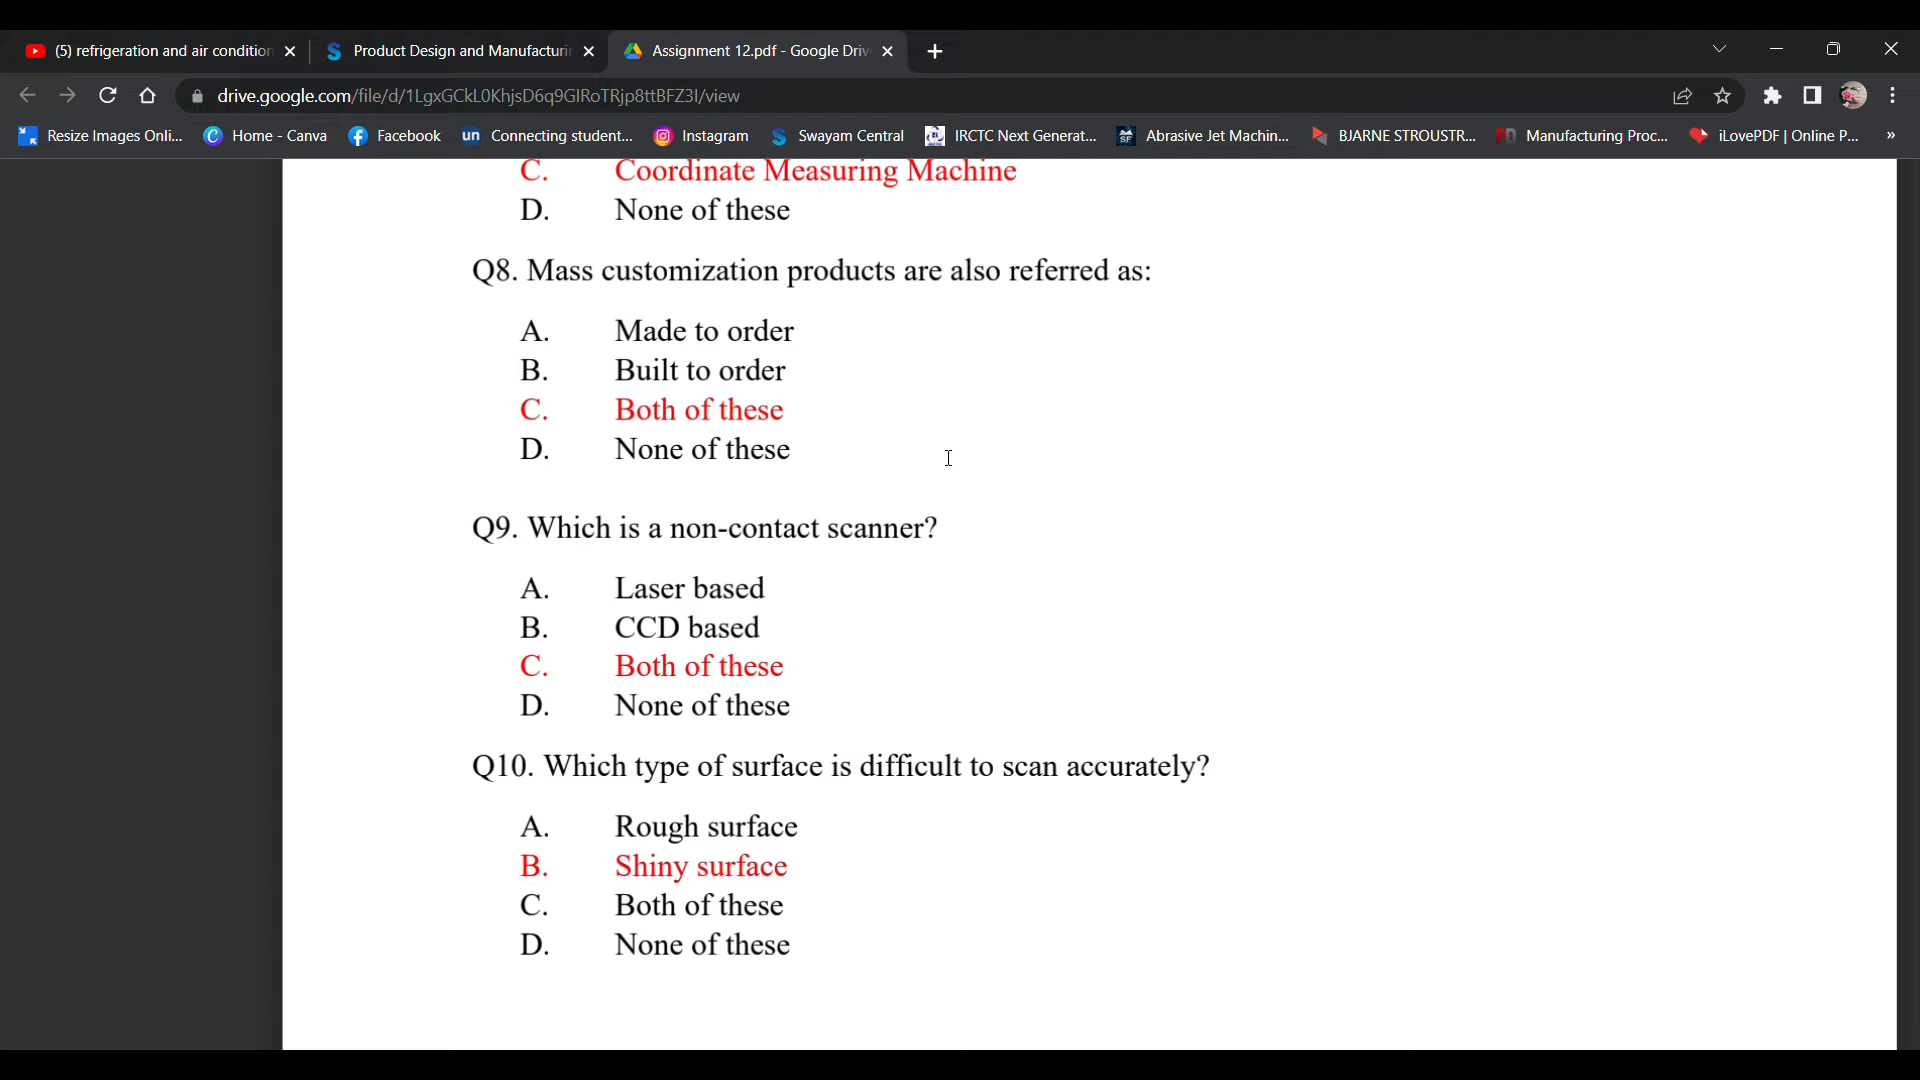 (5) refrigeration and air condition
Product Design and Manufacturi
Assignment 12.pdf - Google Driv
drive.google.com/file/d/1LgxGCkL0KhjsD6q9GIRoTRjp8ttBFZ3I/view
Resize Images Onli...
Home - Canva
Facebook
un Connecting student...
Instagram
Swayam Central
IRCTC Next Generat...
SF Abrasive Jet Machin...
BJARNE STROUSTR...
Manufacturing Proc...
iLovePDF | Online P...
»
C. Coordinate Measuring Machine
D. None of these
Q8. Mass customization products are also referred as:
A. Made to order
B. Built to order
C. Both of these
D. None of these
Q9. Which is a non-contact scanner?
A. Laser based
B. CCD based
C. Both of these
D. None of these
Q10. Which type of surface is difficult to scan accurately?
A. Rough surface
B. Shiny surface
C. Both of these
D. None of these